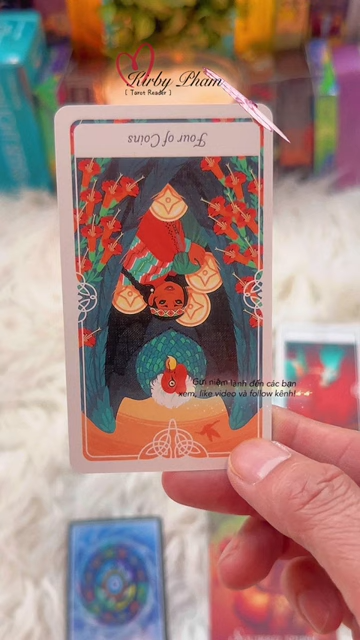 Kirby Pham
[ Tarot Reader ]
Four of Coins
Gửi niệm lành đến các bạn
xem, like video và follow kênh!